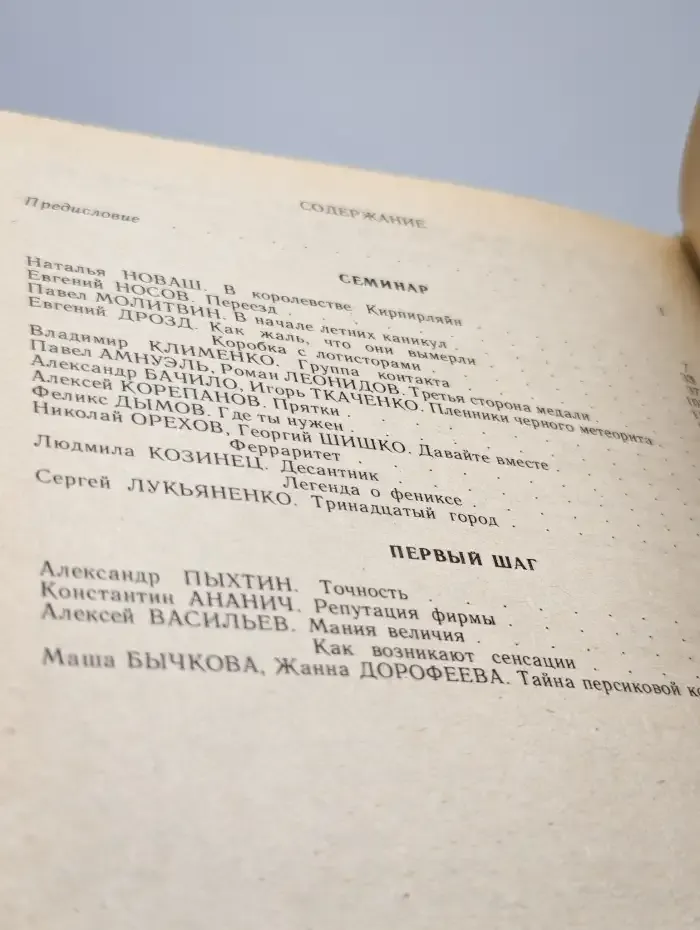 СОДЕРЖАНИЕ
Предисловие
СЕМИНАР
Наталья НОВАШ. В королевстве Кирпирляйн
Евгений НОСОВ. Переезд
Павел МОЛИТВИН. В начале летних каникул
Евгений ДРОЗД. Как жаль, что они вымерли
Коробка с логисторами
Владимир КЛИМЕНКО. Группа контакта
Павел АМНУЭЛЬ, Роман ЛЕОНИДОВ. Третья сторона медали
Александр БАЧИЛО, Игорь ТКАЧЕНКО. Пленники черного метеорита
Алексей КОРЕПАНОВ. Прятки
Феликс ДЫМОВ. Где ты нужен
Николай ОРЕХОВ, Георгий ШИШКО. Давайте вместе
Ферраритет
Людмила КОЗИНЕЦ. Десантник
Легенда о фениксе
Сергей ЛУКЬЯНЕНКО. Тринадцатый город
ПЕРВЫЙ ШАГ
Александр ПЫХТИН. Точность
Константин АНАНИЧ. Репутация фирмы
Алексей ВАСИЛЬЕВ. Мания величия
Как возникают сенсации
Маша БЫЧКОВА, Жанна ДОРОФЕЕВА. Тайна персиковой